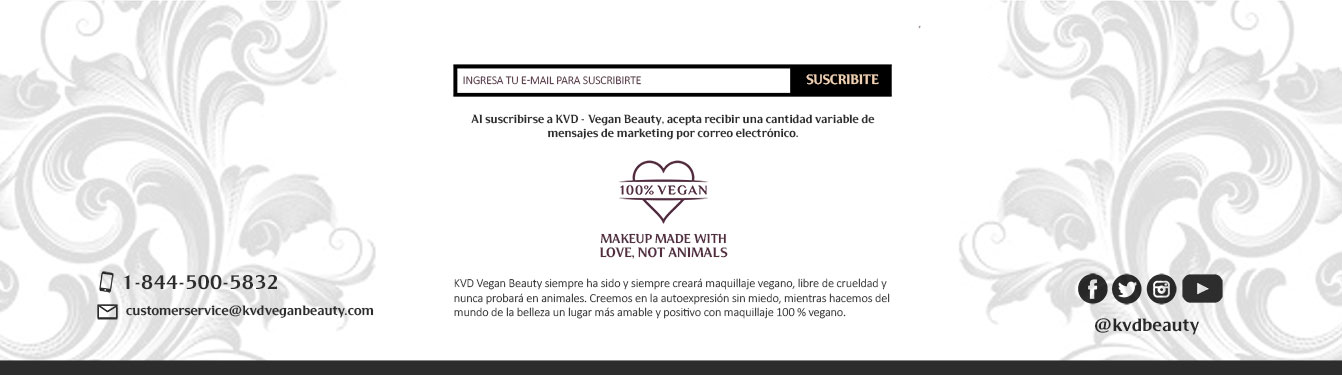 INGRESA TU E-MAIL PARA SUSCRIBIRTE
SUSCRIBITE
Al suscribirse a KVD - Vegan Beauty, acepta recibir una cantidad variable de
mensajes de marketing por correo electrónico.
100% VEGAN
MAKEUP MADE WITH
LOVE, NOT ANIMALS
KVD Vegan Beauty siempre ha sido y siempre creará maquillaje vegano, libre de crueldad y
nunca probará en animales. Creemos en la autoexpresión sin miedo, mientras hacemos del
mundo de la belleza un lugar más amable y positivo con maquillaje 100 % vegano.
1-844-500-5832
customerservice@kvdveganbeauty.com
@kvdbeauty